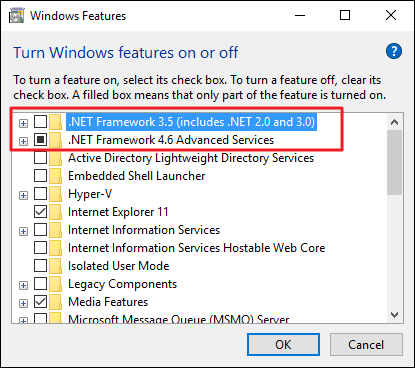 Windows Features
Turn Windows features on or off
To turn a feature on, select its check box. To turn a feature off, clear its
check box. A filled box means that only part of the feature is turned on.
.NET Framework 3.5 (includes .NET 2.0 and 3.0)
.NET Framework 4.6 Advanced Services
Active Directory Lightweight Directory Services
Embedded Shell Launcher
Hyper-V
Internet Explorer 11
Internet Information Services
Internet Information Services Hostable Web Core
Isolated User Mode
Legacy Components
Media Features
Microsoft Message Queue (MSMQ) Server
OK
Cancel